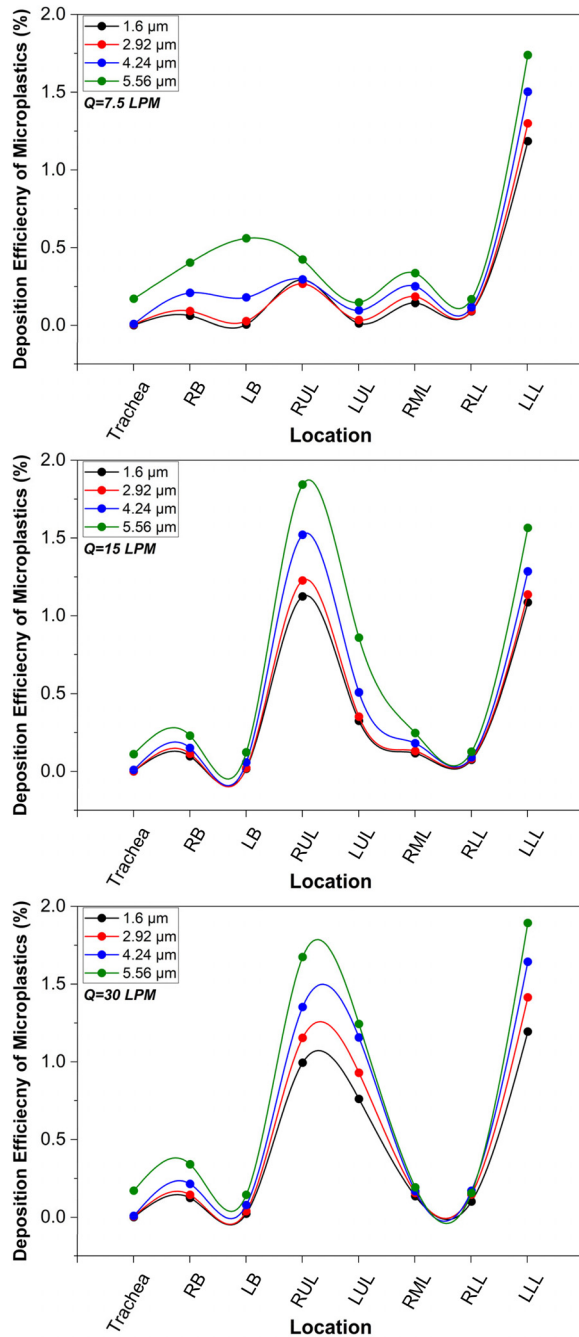 2.0
1.5
1.0
0.5
0.0
Deposition Efficiecny of Microplastics (%)
1.6 µm
2.92 µm
4.24 µm
5.56 µm
Q=7.5 LPM
Trachea
RB
LB
RUL
LUL
RML
RLL
LLL
Location
2.0
1.5
1.0
0.5
0.0
Deposition Efficiecny of Microplastics (%)
1.6 µm
2.92 µm
4.24 µm
5.56 µm
Q=15 LPM
Trachea
RB
LB
RUL
LUL
RML
RLL
LLL
Location
2.0
1.5
1.0
0.5
0.0
Deposition Efficiecny of Microplastics (%)
1.6 µm
2.92 µm
4.24 µm
5.56 µm
Q=30 LPM
Trachea
RB
LB
RUL
LUL
RML
RLL
LLL
Location